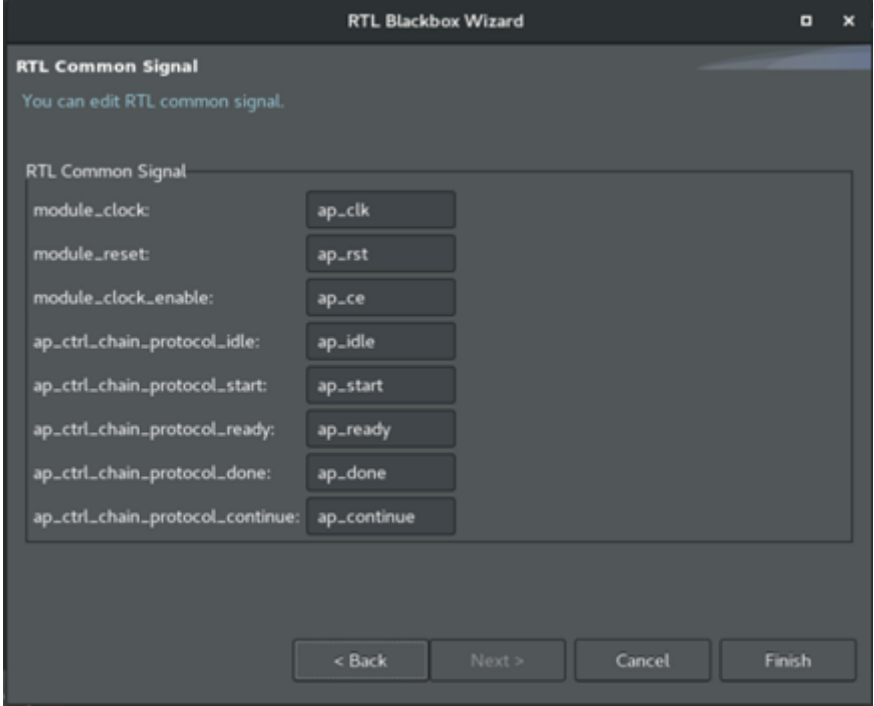 RTL Blackbox Wizard
RTL Common Signal
You can edit RTL common signal.
RTL Common Signal
module_clock: ap_clk
module_reset: ap_rst
module_clock_enable: ap_ce
ap_ctrl_chain_protocol_idle: ap_idle
ap_ctrl_chain_protocol_start: ap_start
ap_ctrl_chain_protocol_ready: ap_ready
ap_ctrl_chain_protocol_done: ap_done
ap_ctrl_chain_protocol_continue: ap_continue
< Back Next > Cancel Finish